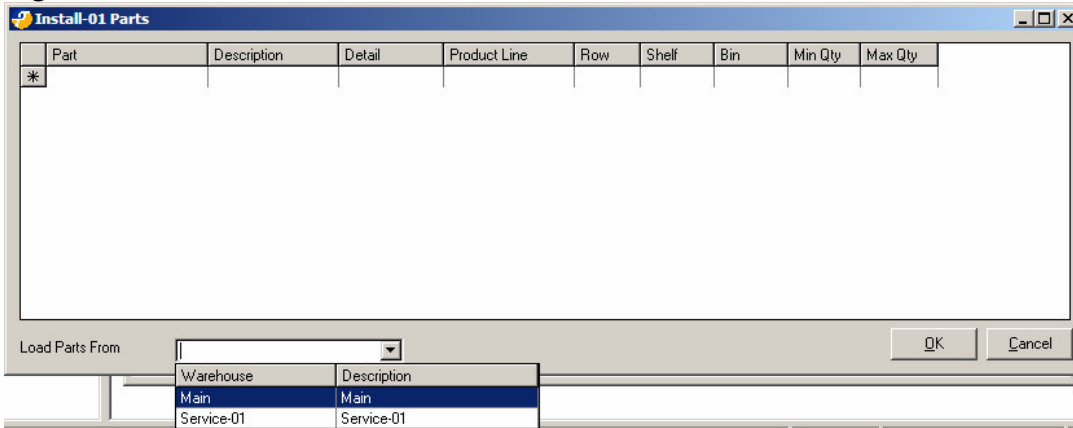 Install-01 Parts
Part Description Detail Product Line Row Shelf Bin Min Qty Max Qty
Load Parts From OK Cancel
Warehouse Description
Main Main
Service-01 Service-01